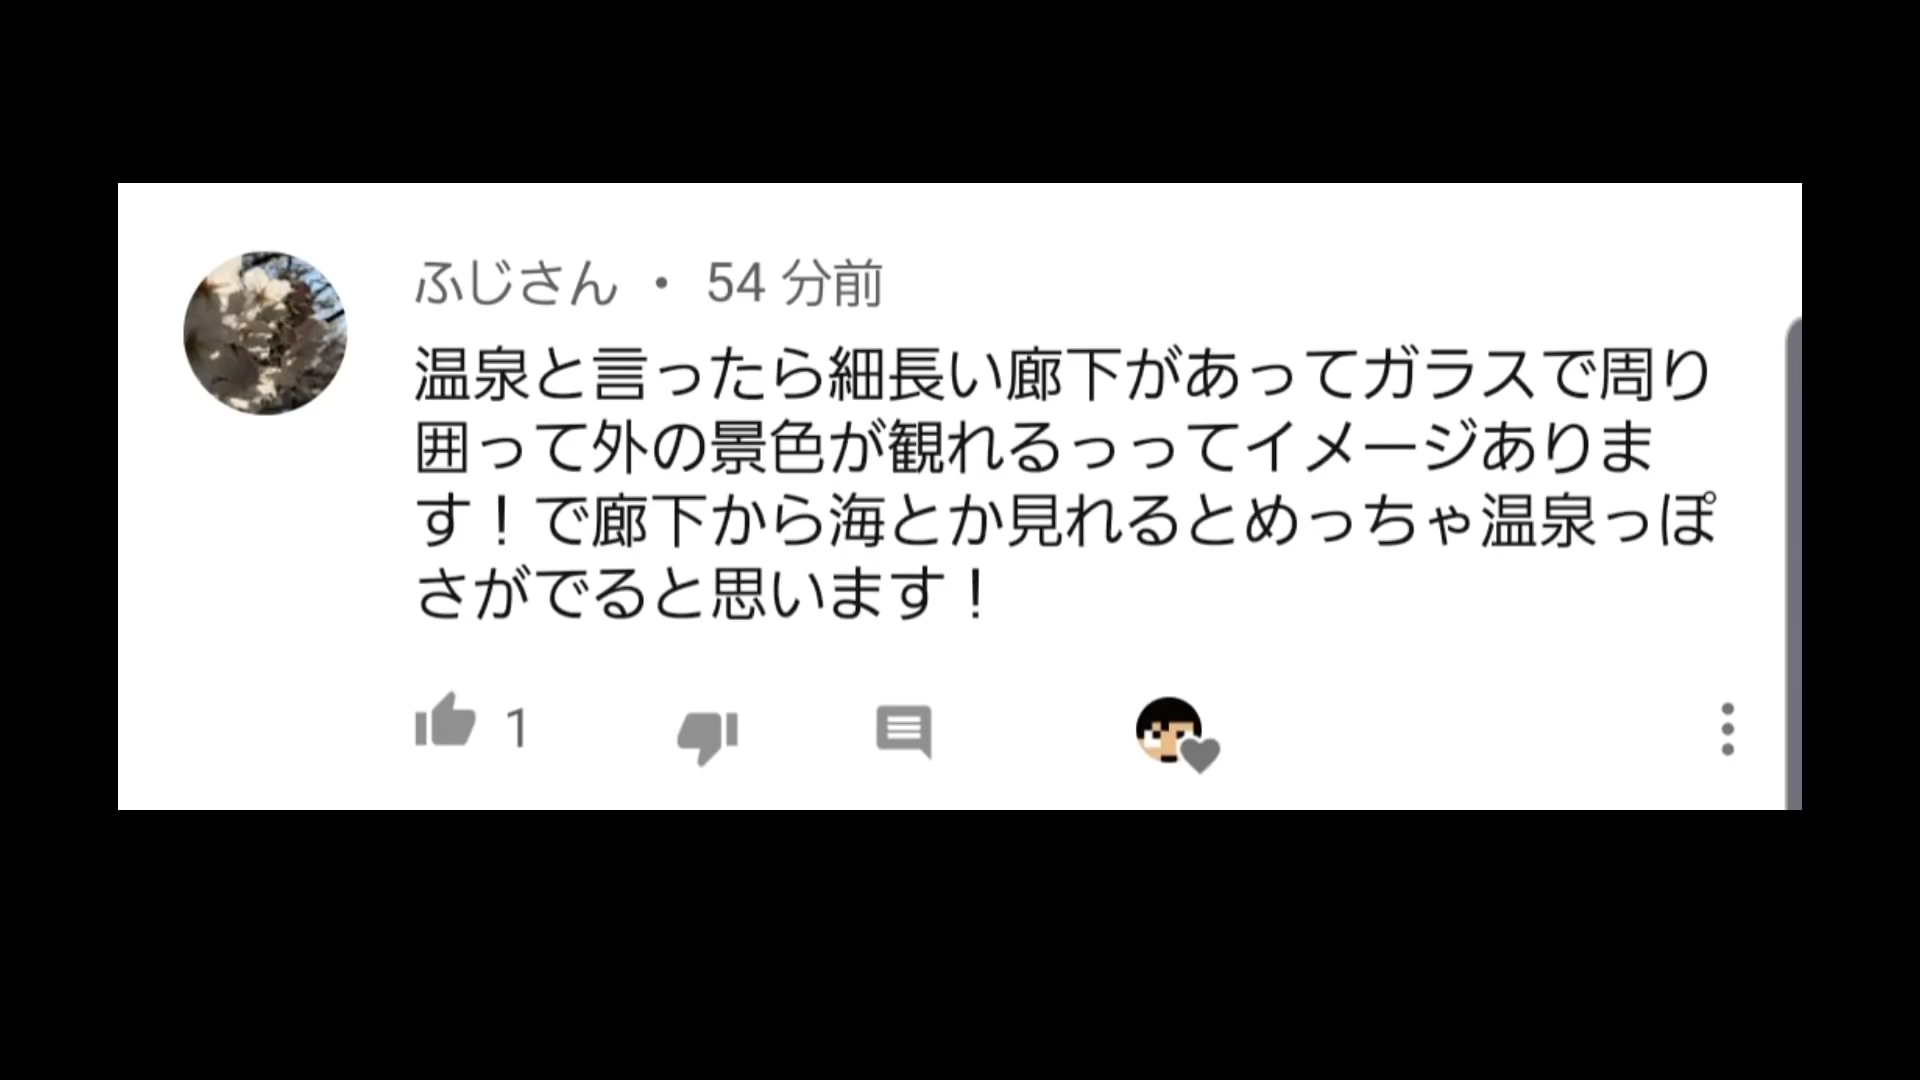 ふじさん ・ 54 分前
温泉と言ったら細長い廊下があってガラスで周り
囲って外の景色が観れるっってイメージありま
す！で廊下から海とか見れるとめっちゃ温泉っぽ
さがでると思います！
1